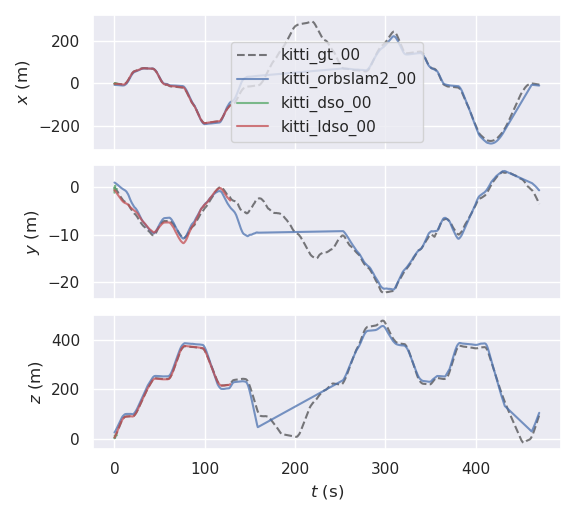 200
0
−200
x (m)
kitti_gt_00
kitti_orbslam2_00
kitti_dso_00
kitti_ldso_00
0
−10
−20
y (m)
400
200
0
z (m)
0 100 200 300 400
t (s)